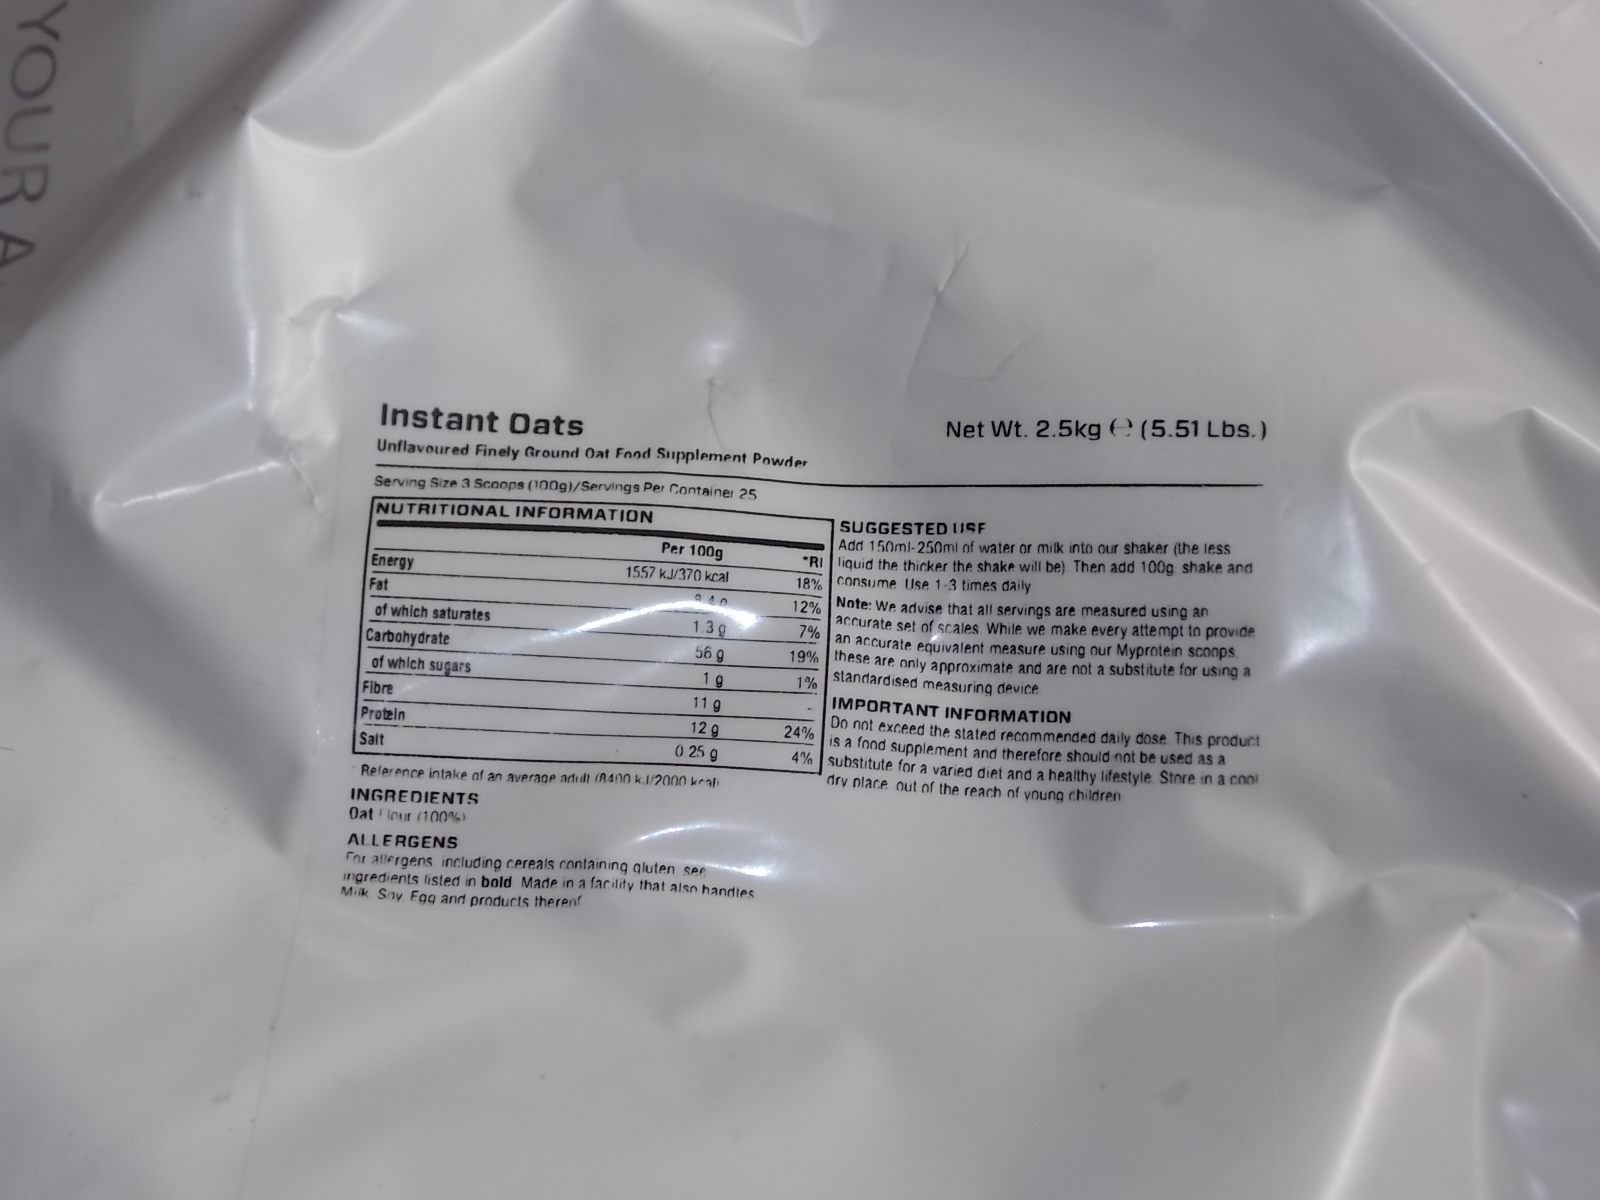 YOUR A
Instant Oats
Net Wt. 2.5kg ℮ (5.51 Lbs.)
Unflavoured Finely Ground Oat Food Supplement Powder
Serving Size 3 Scoops (100g)/Servings Per Container 25
NUTRITIONAL INFORMATION
Per 100g *RI
Energy 1557 kJ/370 kcal 18%
Fat 8.4 g 12%
of which saturates 1.3 g 7%
Carbohydrate 56 g 19%
of which sugars 1 g 1%
Fibre 11 g -
Protein 12 g 24%
Salt 0.25 g 4%
* Reference intake of an average adult (8400 kJ/2000 kcal)
INGREDIENTS
Oat Flour (100%)
ALLERGENS
For allergens, including cereals containing gluten, see
ingredients listed in bold. Made in a facility that also handles
Milk, Soy, Egg and products thereof.
SUGGESTED USE
Add 150ml-250ml of water or milk into our shaker (the less
liquid the thicker the shake will be). Then add 100g, shake and
consume. Use 1-3 times daily.
Note: We advise that all servings are measured using an
accurate set of scales. While we make every attempt to provide
an accurate equivalent measure using our Myprotein scoops,
these are only approximate and are not a substitute for using a
standardised measuring device.
IMPORTANT INFORMATION
Do not exceed the stated recommended daily dose. This product
is a food supplement and therefore should not be used as a
substitute for a varied diet and a healthy lifestyle. Store in a cool
dry place, out of the reach of young children.